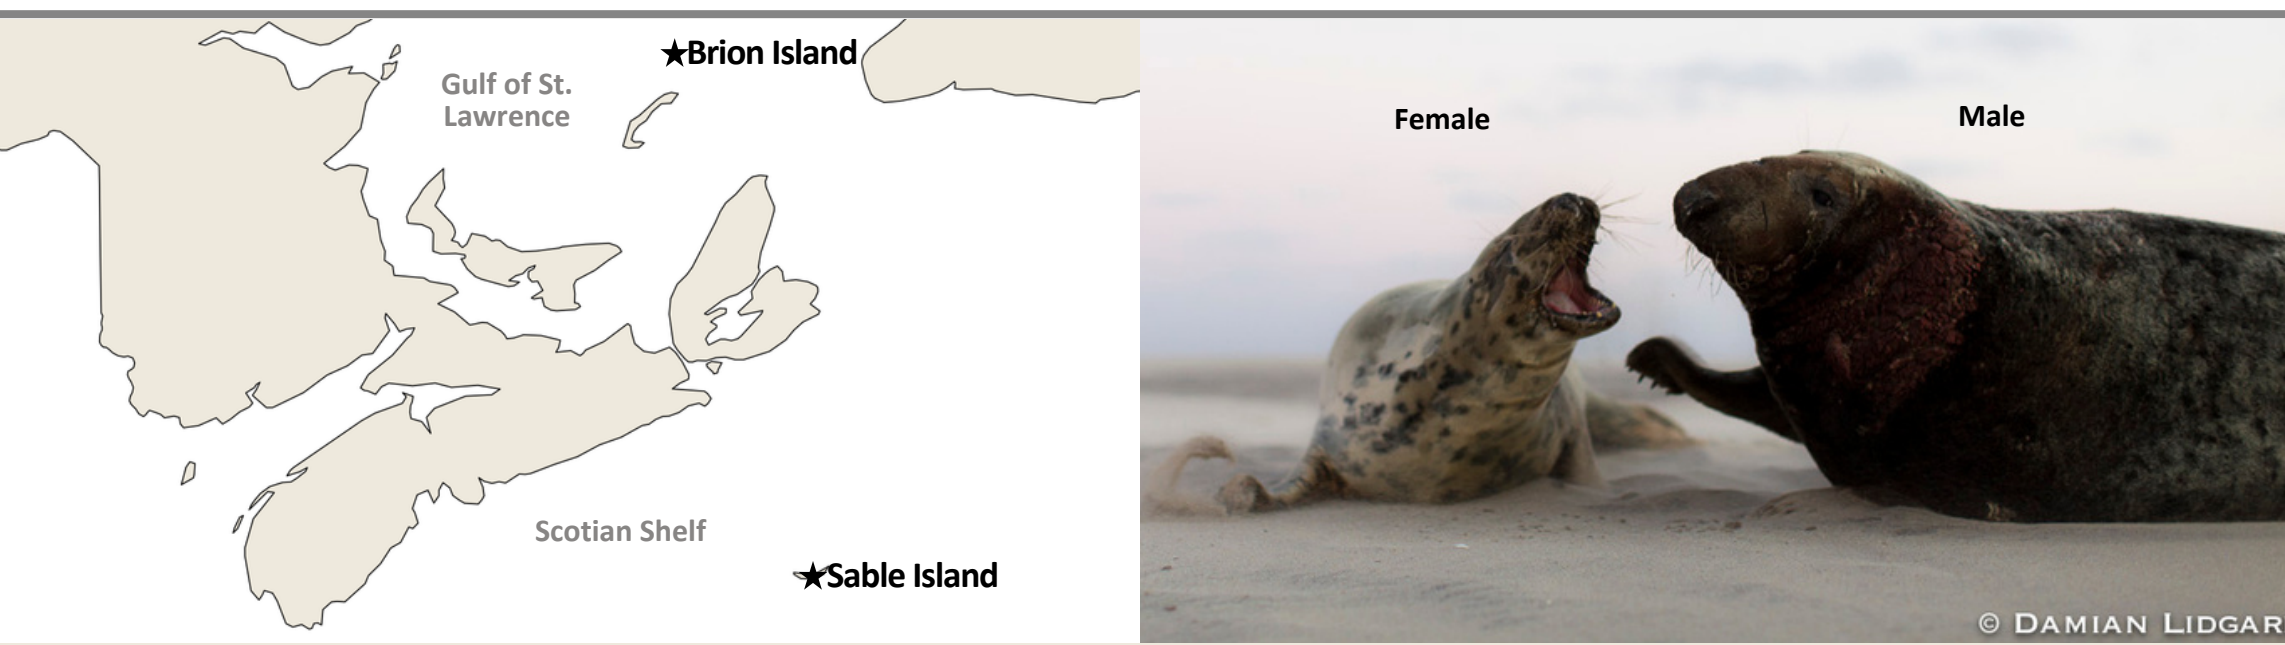 ★Brion Island
Gulf of St.
Lawrence
Scotian Shelf
★Sable Island
Female
Male
© DAMIAN LIDGAR